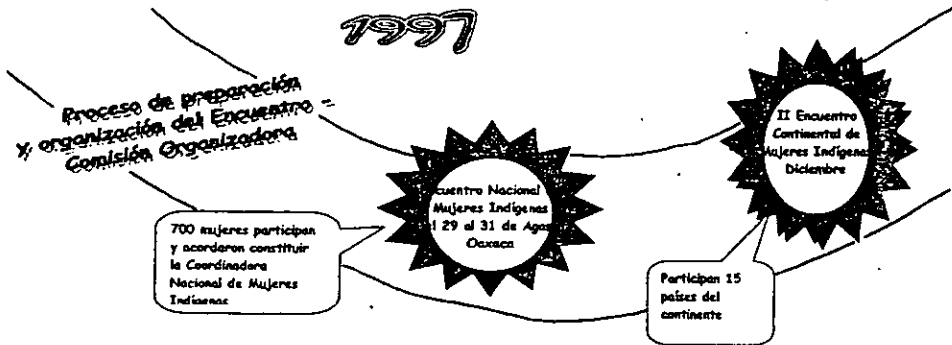 1997
Proceso de preparación
y organización del Encuentro -
Comisión Organizadora
700 mujeres participan
y acordaron constituir
la Coordinadora
Nacional de Mujeres
Indígenas
cuentro Nacional
Mujeres Indígenas
l 29 al 31 de Agos
Oaxaca
II Encuentro
Continental de
Mujeres Indígenas
Diciembre
Participan 15
países del
continente